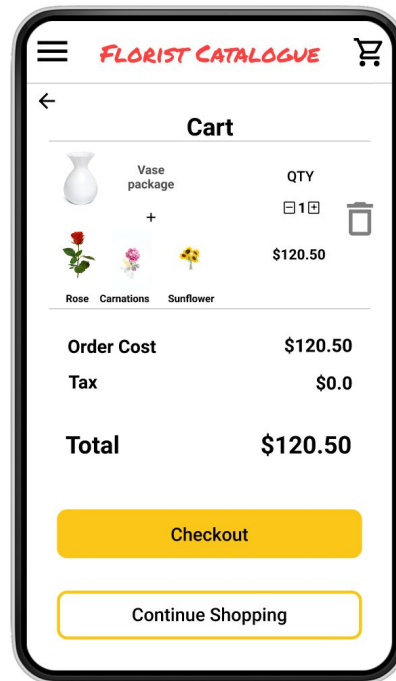 FLORIST CATALOGUE
Cart
Vase
package
QTY
+
1
$120.50
Rose Carnations Sunflower
Order Cost $120.50
Tax $0.0
Total $120.50
Checkout
Continue Shopping